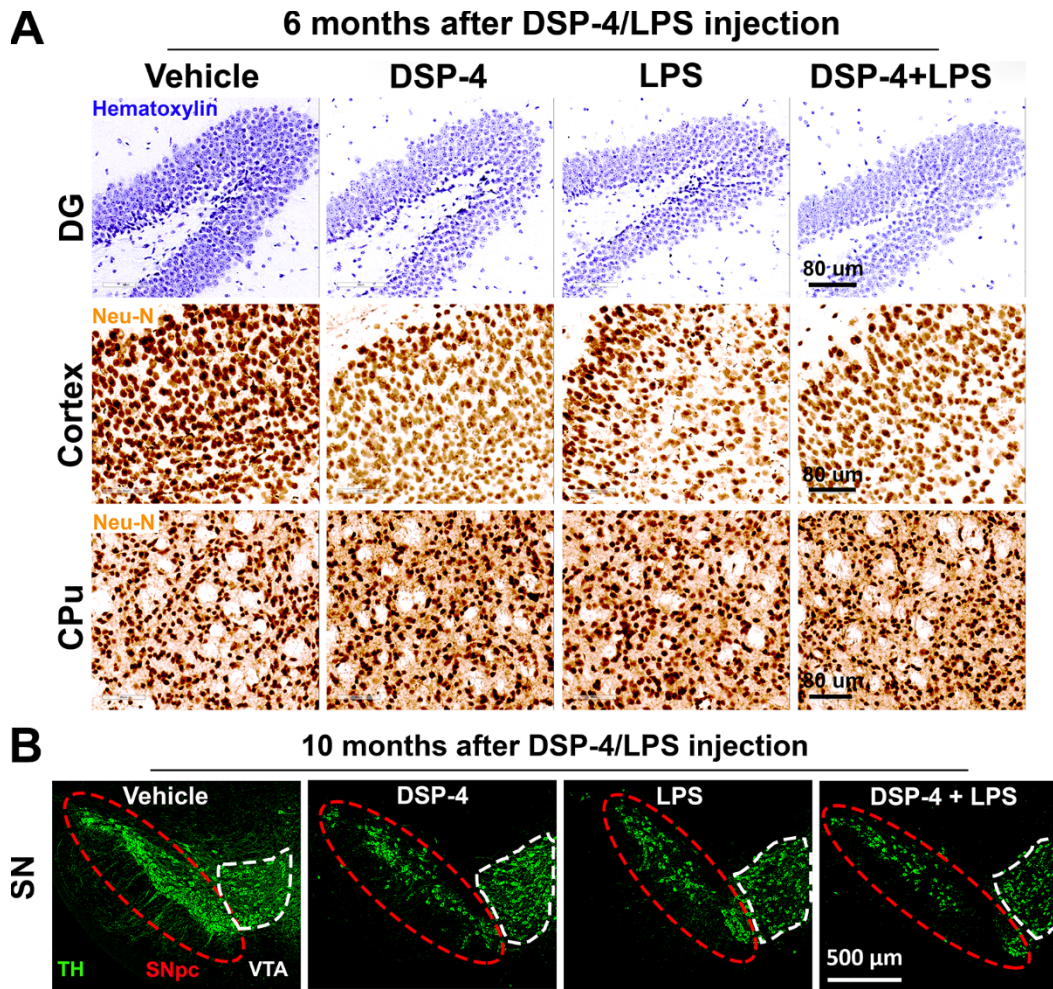 A
6 months after DSP-4/LPS injection
Vehicle DSP-4 LPS DSP-4+LPS
Hematoxylin
DG
80 um
Neu-N
Cortex
80 um
Neu-N
CPu
80 um
B
10 months after DSP-4/LPS injection
Vehicle DSP-4 LPS DSP-4 + LPS
SN
TH SNpc VTA
500 μm